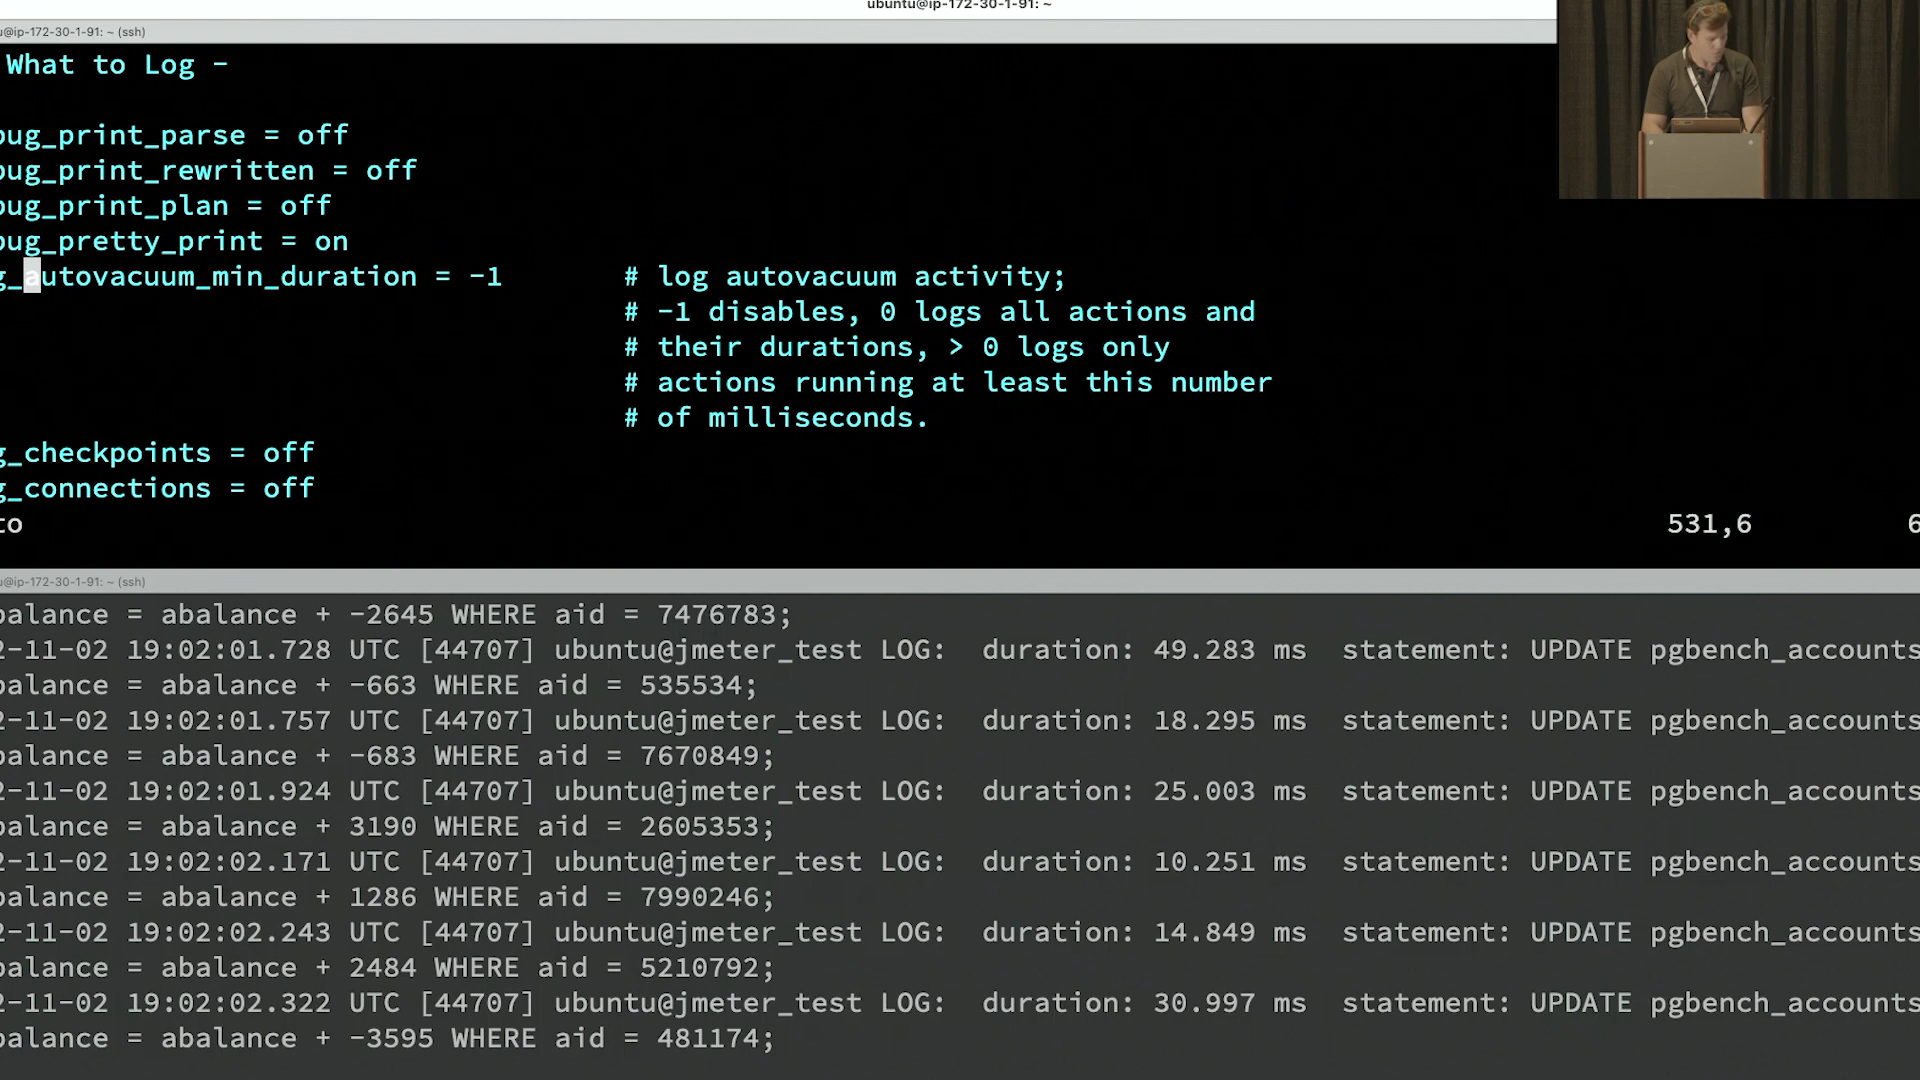 ubuntu@ip-172-30-1-91: ~
u@ip-172-30-1-91: ~ (ssh)
What to Log -
bug_print_parse = off
bug_print_rewritten = off
bug_print_plan = off
bug_pretty_print = on
g_autovacuum_min_duration = -1 # log autovacuum activity;
# -1 disables, 0 logs all actions and
# their durations, > 0 logs only
# actions running at least this number
# of milliseconds.
g_checkpoints = off
g_connections = off
to 531,6 6
u@ip-172-30-1-91: ~ (ssh)
balance = abalance + -2645 WHERE aid = 7476783;
2-11-02 19:02:01.728 UTC [44707] ubuntu@jmeter_test LOG:  duration: 49.283 ms  statement: UPDATE pgbench_accounts
balance = abalance + -663 WHERE aid = 535534;
2-11-02 19:02:01.757 UTC [44707] ubuntu@jmeter_test LOG:  duration: 18.295 ms  statement: UPDATE pgbench_accounts
balance = abalance + -683 WHERE aid = 7670849;
2-11-02 19:02:01.924 UTC [44707] ubuntu@jmeter_test LOG:  duration: 25.003 ms  statement: UPDATE pgbench_accounts
balance = abalance + 3190 WHERE aid = 2605353;
2-11-02 19:02:02.171 UTC [44707] ubuntu@jmeter_test LOG:  duration: 10.251 ms  statement: UPDATE pgbench_accounts
balance = abalance + 1286 WHERE aid = 7990246;
2-11-02 19:02:02.243 UTC [44707] ubuntu@jmeter_test LOG:  duration: 14.849 ms  statement: UPDATE pgbench_accounts
balance = abalance + 2484 WHERE aid = 5210792;
2-11-02 19:02:02.322 UTC [44707] ubuntu@jmeter_test LOG:  duration: 30.997 ms  statement: UPDATE pgbench_accounts
balance = abalance + -3595 WHERE aid = 481174;